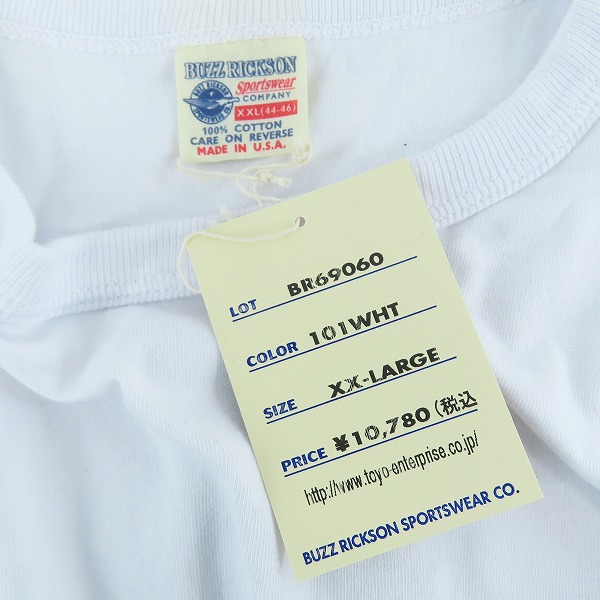 BUZZ RICKSON
Sportswear
COMPANY
XXL(44-46)
100% COTTON
CARE ON REVERSE
MADE IN U.S.A.
LOT BR69060
COLOR 101WHT
SIZE XX-LARGE
PRICE ¥10,780(税込
http://www.toyo-enterprise.co.jp/
BUZZ RICKSON SPORTSWEAR CO.